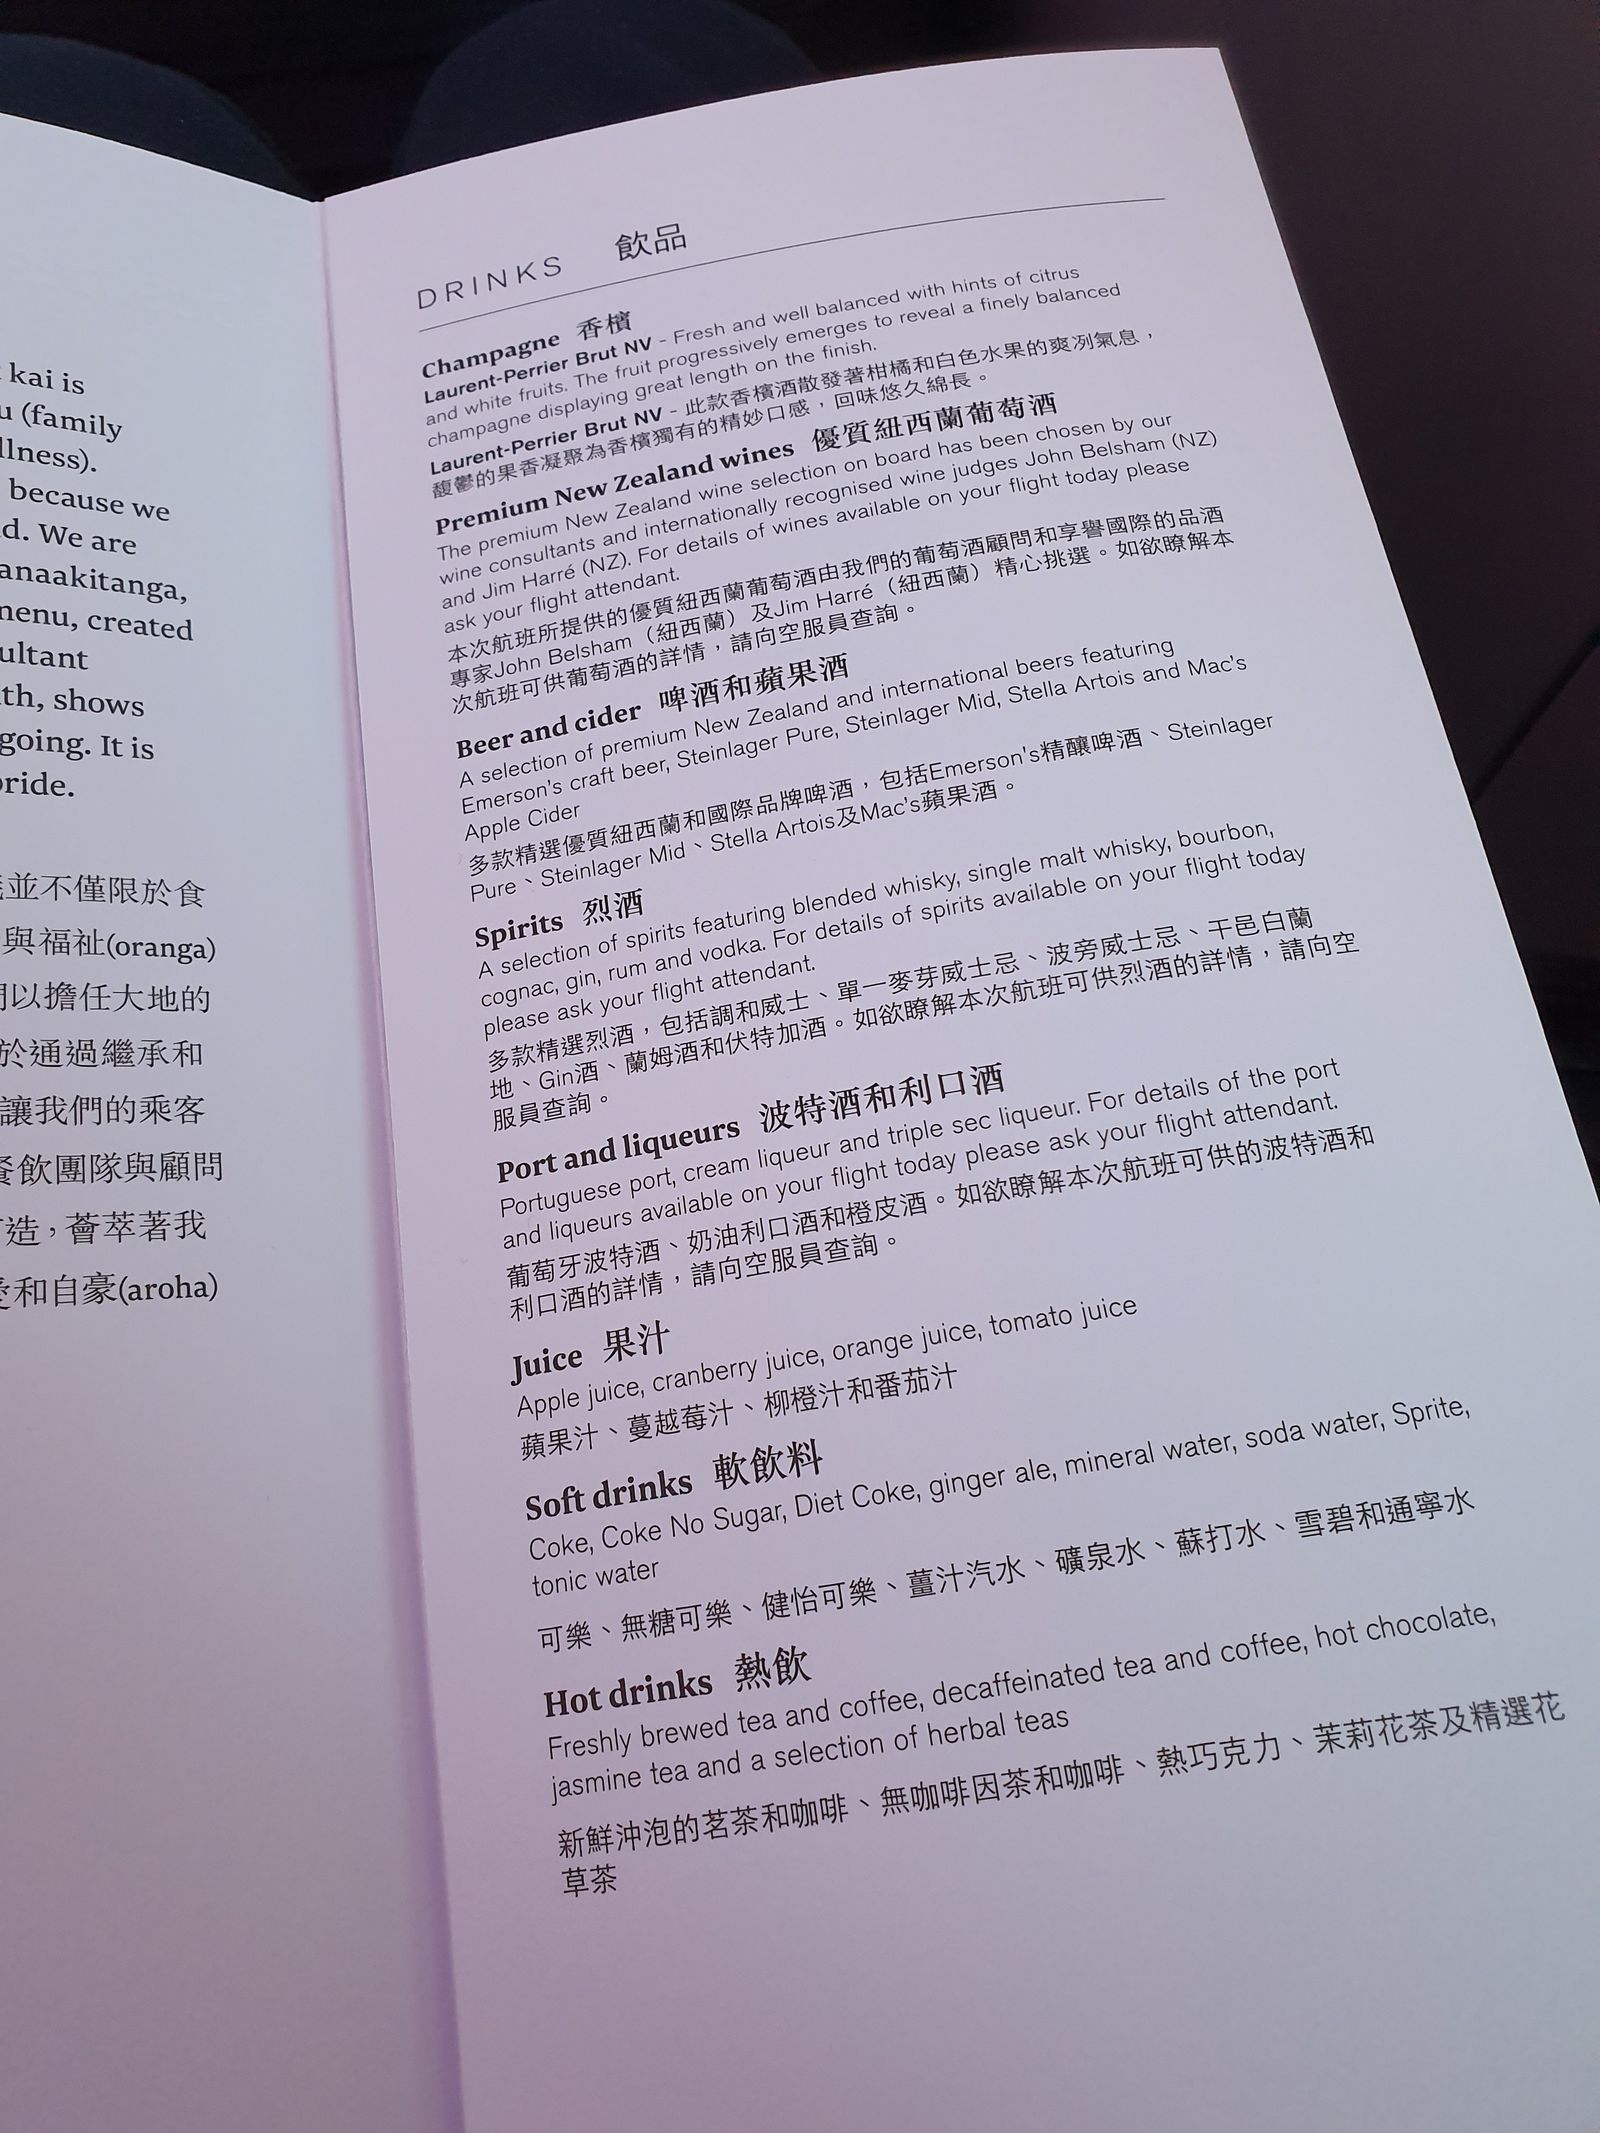 kai is
u (family
llness).
because we
d. We are
anaakitanga,
menu, created
ultant
th, shows
going. It is
pride.
並不僅限於食
與福祉(oranga)
以擔任大地的
於通過繼承和
讓我們的乘客
餐飲團隊與顧問
造，薈萃著我
和自豪(aroha)
DRINKS 飲品
Champagne 香檳
Laurent-Perrier Brut NV - Fresh and well balanced with hints of citrus
and white fruits. The fruit progressively emerges to reveal a finely balanced
champagne displaying great length on the finish.
Laurent-Perrier Brut NV - 此款香檳酒散發著柑橘和白色水果的爽冽氣息，
馥鬱的果香凝聚為香檳獨有的精妙口感，回味悠久綿長。
Premium New Zealand wines 優質紐西蘭葡萄酒
The premium New Zealand wine selection on board has been chosen by our
wine consultants and internationally recognised wine judges John Belsham (NZ)
and Jim Harré (NZ). For details of wines available on your flight today please
ask your flight attendant.
本次航班所提供的優質紐西蘭葡萄酒由我們的葡萄酒顧問和享譽國際的品酒
專家John Belsham（紐西蘭）及Jim Harré（紐西蘭）精心挑選。如欲瞭解本
次航班可供葡萄酒的詳情，請向空服員查詢。
Beer and cider 啤酒和蘋果酒
A selection of premium New Zealand and international beers featuring
Emerson's craft beer, Steinlager Pure, Steinlager Mid, Stella Artois and Mac's
Apple Cider
多款精選優質紐西蘭和國際品牌啤酒，包括Emerson's精釀啤酒、Steinlager
Pure、Steinlager Mid、Stella Artois及Mac's蘋果酒。
Spirits 烈酒
A selection of spirits featuring blended whisky, single malt whisky, bourbon,
cognac, gin, rum and vodka. For details of spirits available on your flight today
please ask your flight attendant.
多款精選烈酒，包括調和威士、單一麥芽威士忌、波旁威士忌、干邑白蘭
地、Gin酒、蘭姆酒和伏特加酒。如欲瞭解本次航班可供烈酒的詳情，請向空
服員查詢。
Port and liqueurs 波特酒和利口酒
Portuguese port, cream liqueur and triple sec liqueur. For details of the port
and liqueurs available on your flight today please ask your flight attendant.
葡萄牙波特酒、奶油利口酒和橙皮酒。如欲瞭解本次航班可供的波特酒和
利口酒的詳情，請向空服員查詢。
Juice 果汁
Apple juice, cranberry juice, orange juice, tomato juice
蘋果汁、蔓越莓汁、柳橙汁和番茄汁
Soft drinks 軟飲料
Coke, Coke No Sugar, Diet Coke, ginger ale, mineral water, soda water, Sprite,
tonic water
可樂、無糖可樂、健怡可樂、薑汁汽水、礦泉水、蘇打水、雪碧和通寧水
Hot drinks 熱飲
Freshly brewed tea and coffee, decaffeinated tea and coffee, hot chocolate,
jasmine tea and a selection of herbal teas
新鮮沖泡的茗茶和咖啡、無咖啡因茶和咖啡、熱巧克力、茉莉花茶及精選花
草茶